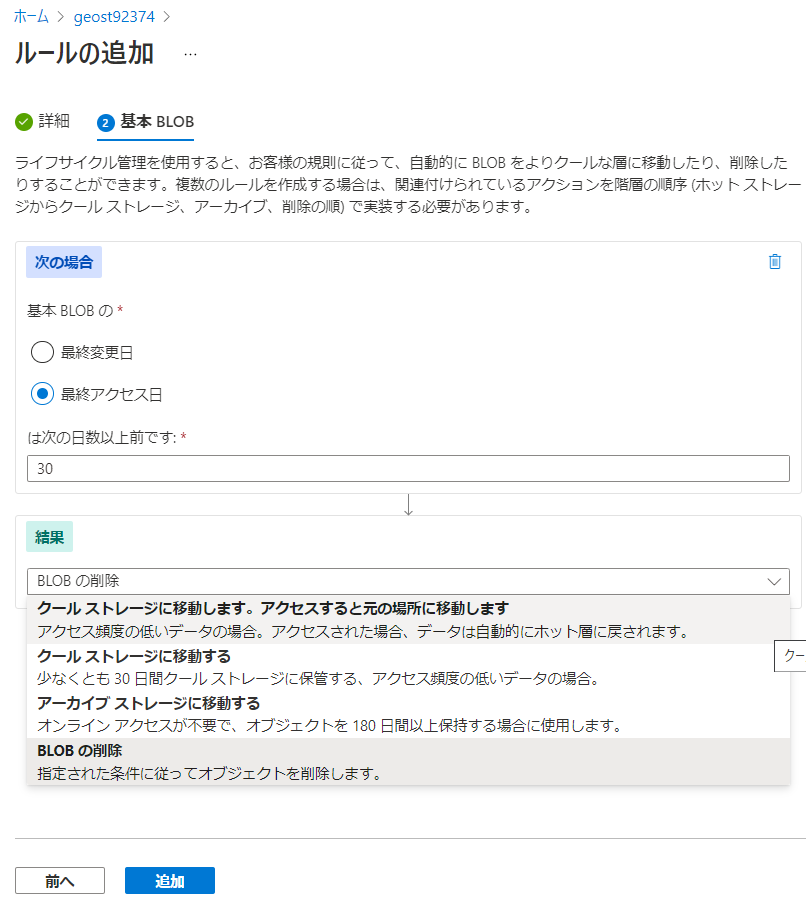 ホーム > geost92374 >
ルールの追加 …
詳細 2 基本 BLOB
ライフサイクル管理を使用すると、お客様の規則に従って、自動的に BLOB をよりクールな層に移動したり、削除した
りすることができます。複数のルールを作成する場合は、関連付けられているアクションを階層の順序 (ホット ストレー
ジからクール ストレージ、アーカイブ、削除の順) で実装する必要があります。
次の場合
基本 BLOB の *
最終変更日
最終アクセス日
は次の日数以上前です: *
30
結果
BLOB の削除
クール ストレージに移動します。アクセスすると元の場所に移動します
アクセス頻度の低いデータの場合。アクセスされた場合、データは自動的にホット層に戻されます。
クール ストレージに移動する
クー
少なくとも 30 日間クール ストレージに保管する、アクセス頻度の低いデータの場合。
アーカイブ ストレージに移動する
オンライン アクセスが不要で、オブジェクトを 180 日間以上保持する場合に使用します。
BLOB の削除
指定された条件に従ってオブジェクトを削除します。
前へ 追加